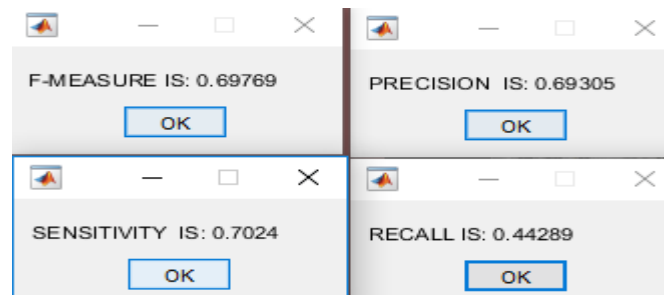 F-MEASURE IS: 0.69769
OK
PRECISION IS: 0.69305
OK
SENSITIVITY IS: 0.7024
OK
RECALL IS: 0.44289
OK